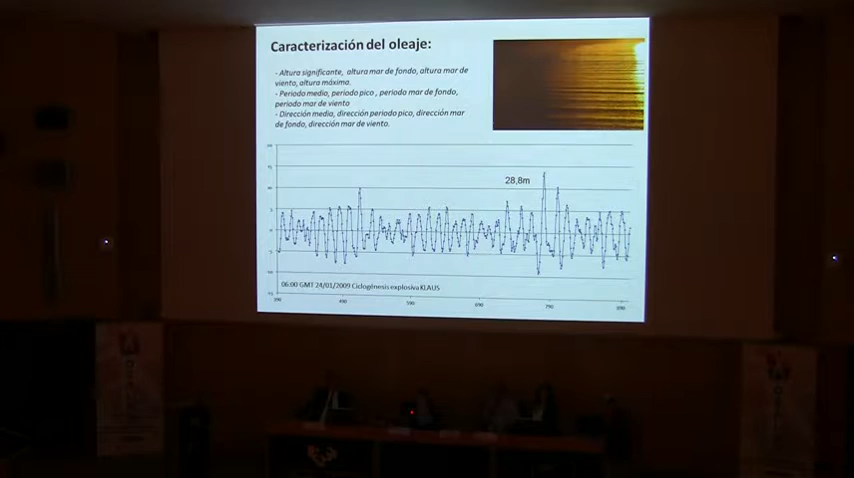 Caracterización del oleaje:
- Altura significante, altura mar de fondo, altura mar de
viento, altura máxima.
- Periodo medio, periodo pico , periodo mar de fondo,
periodo mar de viento
- Dirección media, dirección periodo pico, dirección mar
de fondo, dirección mar de viento.
28,8m
06:00 GMT 24/01/2009 Ciclogénesis explosiva KLAUS